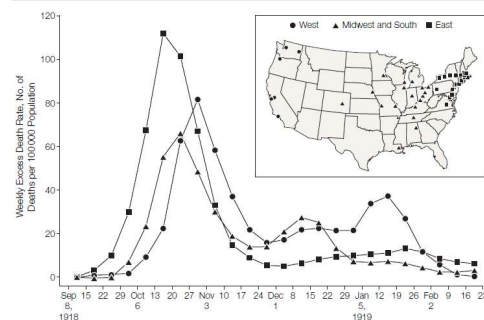 West Midwest and South East
Weekly Excess Death Rate, No. of
Deaths per 100 000 Population
120
100
80
60
40
20
0
Sep 15 22 29 Oct 13 20 27 Nov 10 17 24 Dec 8 15 22 29 Jan 12 19 26 Feb 9 16 23
8, 6 3 1 5, 2
1918 1919